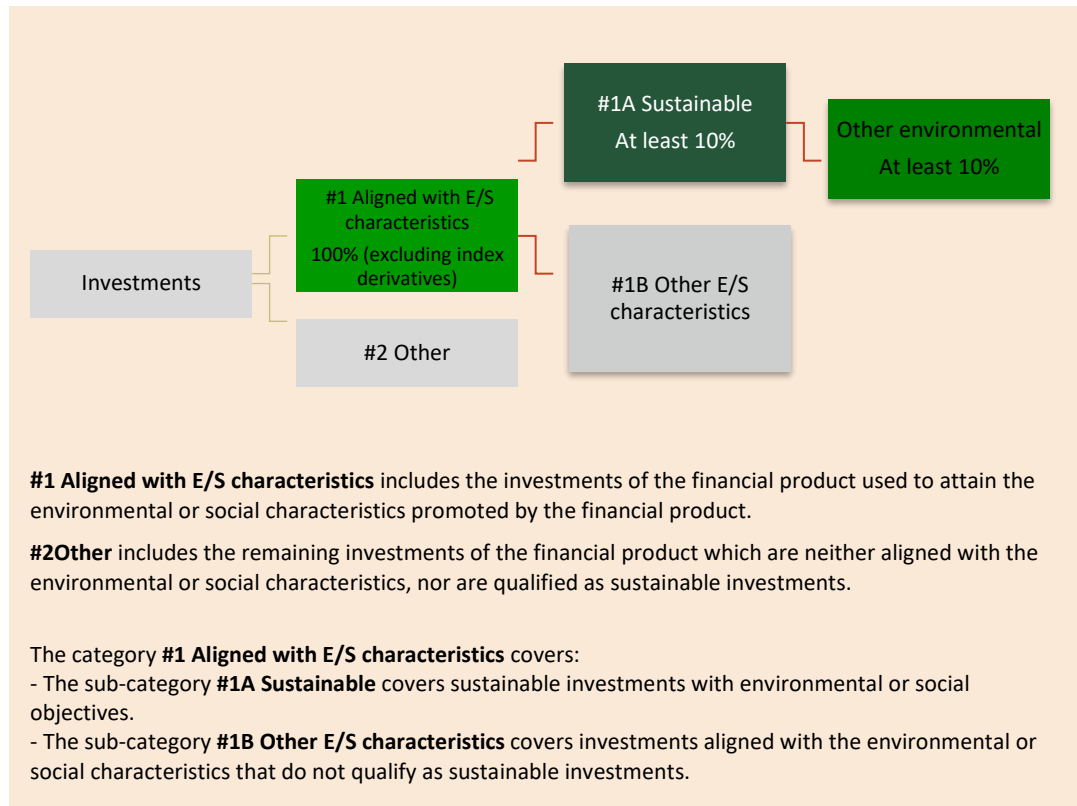 #1A Sustainable
At least 10%
Other environmental
At least 10%
#1 Aligned with E/S
characteristics
100% (excluding index
derivatives)
Investments
#1B Other E/S
characteristics
#2 Other
#1 Aligned with E/S characteristics includes the investments of the financial product used to attain the
environmental or social characteristics promoted by the financial product.
#2Other includes the remaining investments of the financial product which are neither aligned with the
environmental or social characteristics, nor are qualified as sustainable investments.
The category #1 Aligned with E/S characteristics covers:
- The sub-category #1A Sustainable covers sustainable investments with environmental or social
objectives.
- The sub-category #1B Other E/S characteristics covers investments aligned with the environmental or
social characteristics that do not qualify as sustainable investments.